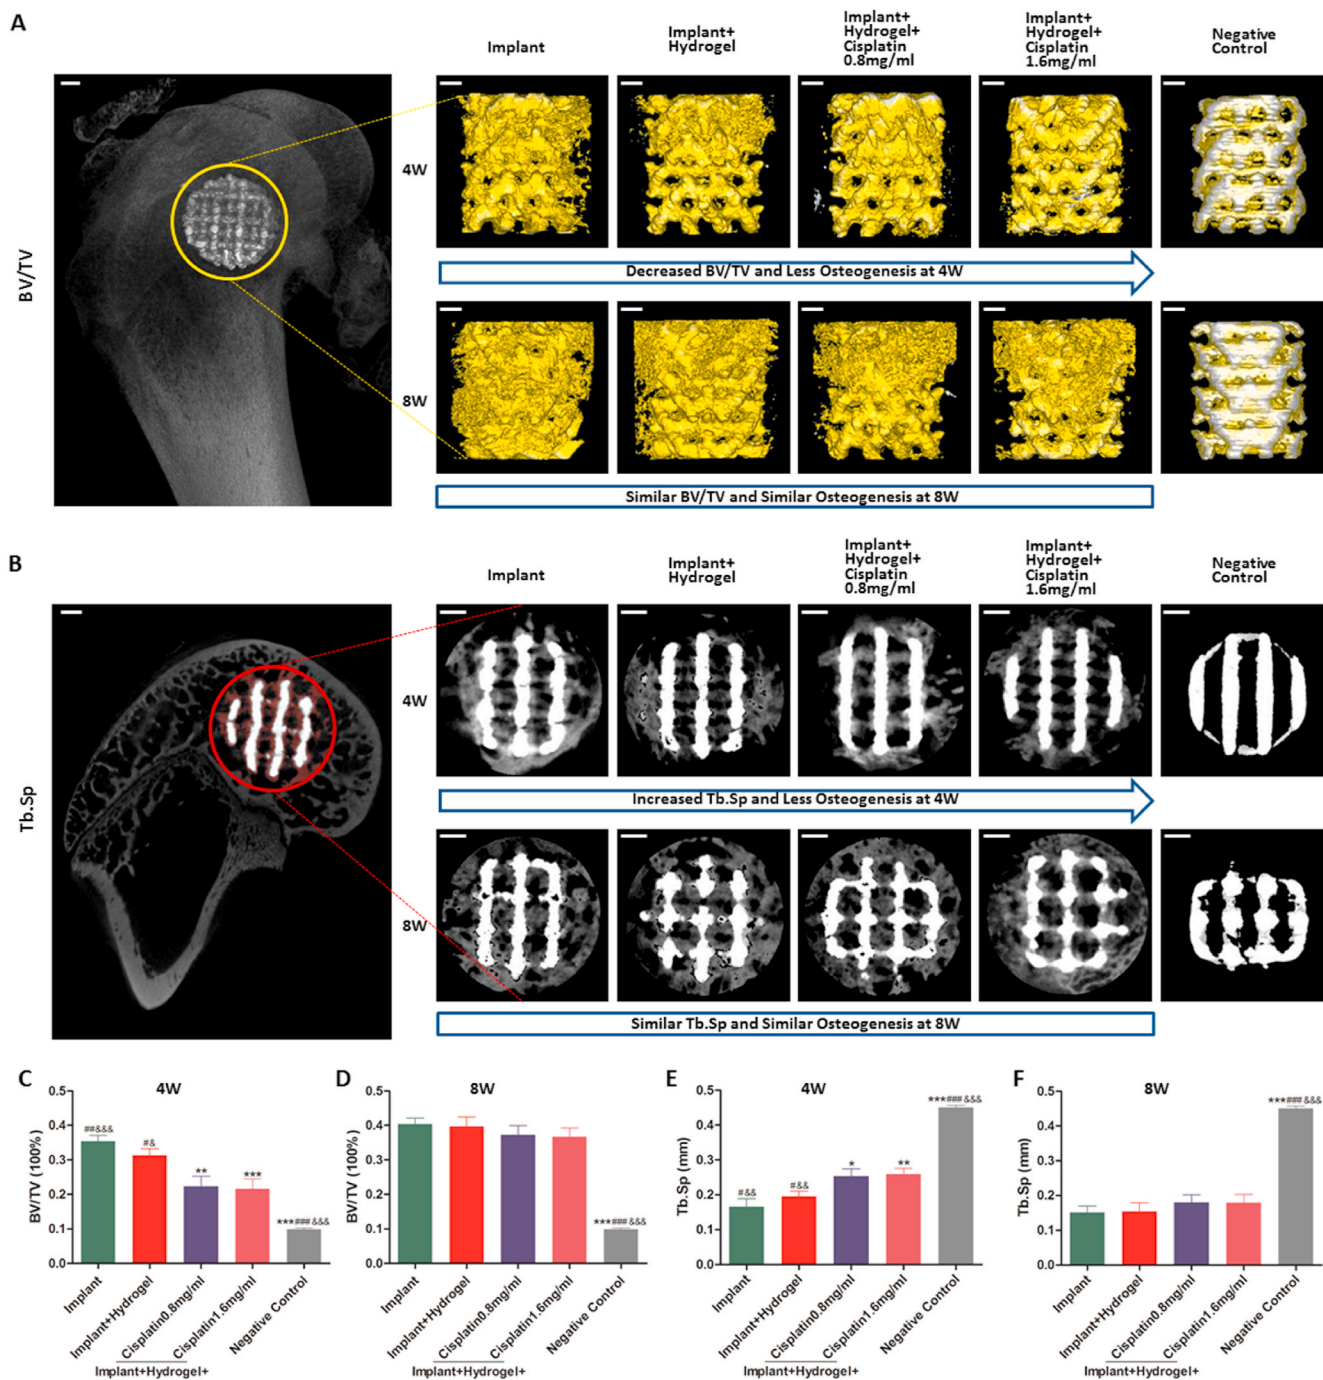 A
Implant
Implant+
Hydrogel
Implant+
Hydrogel+
Cisplatin
0.8mg/ml
Implant+
Hydrogel+
Cisplatin
1.6mg/ml
Negative
Control
BV/TV
4W
Decreased BV/TV and Less Osteogenesis at 4W
8W
Similar BV/TV and Similar Osteogenesis at 8W
B
Implant
Implant+
Hydrogel
Implant+
Hydrogel+
Cisplatin
0.8mg/ml
Implant+
Hydrogel+
Cisplatin
1.6mg/ml
Negative
Control
Tb.Sp
4W
Increased Tb.Sp and Less Osteogenesis at 4W
8W
Similar Tb.Sp and Similar Osteogenesis at 8W
C
4W
BV/TV (100%)
0.5
0.4
0.3
0.2
0.1
0.0
##&&&
#&
**
***
***### &&&
Implant
Implant+Hydrogel
Cisplatin0.8mg/ml
Cisplatin1.6mg/ml
Negative Control
Implant+Hydrogel+
D
8W
BV/TV (100%)
0.5
0.4
0.3
0.2
0.1
0.0
***### &&&
Implant
Implant+Hydrogel
Cisplatin0.8mg/ml
Cisplatin1.6mg/ml
Negative Control
Implant+Hydrogel+
E
4W
Tb.Sp (mm)
0.5
0.4
0.3
0.2
0.1
0.0
#&&
#&&
*
**
***### &&&
Implant
Implant+Hydrogel
Cisplatin0.8mg/ml
Cisplatin1.6mg/ml
Negative Control
Implant+Hydrogel+
F
8W
Tb.Sp (mm)
0.5
0.4
0.3
0.2
0.1
0.0
***### &&&
Implant
Implant+Hydrogel
Cisplatin0.8mg/ml
Cisplatin1.6mg/ml
Negative Control
Implant+Hydrogel+